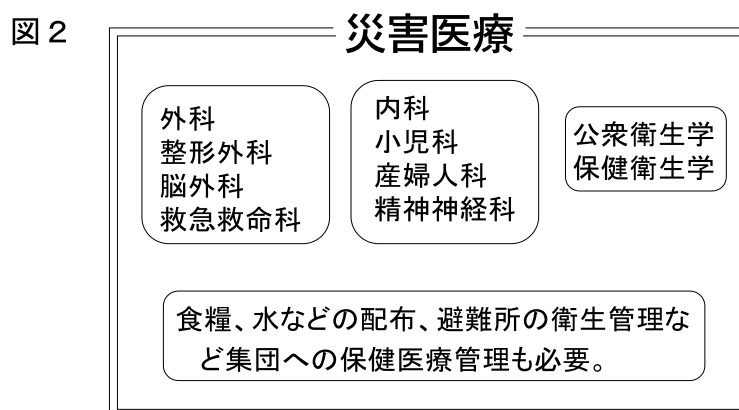 図２
災害医療
外科
整形外科
脳外科
救急救命科
内科
小児科
産婦人科
精神神経科
公衆衛生学
保健衛生学
食糧、水などの配布、避難所の衛生管理な
ど集団への保健医療管理も必要。